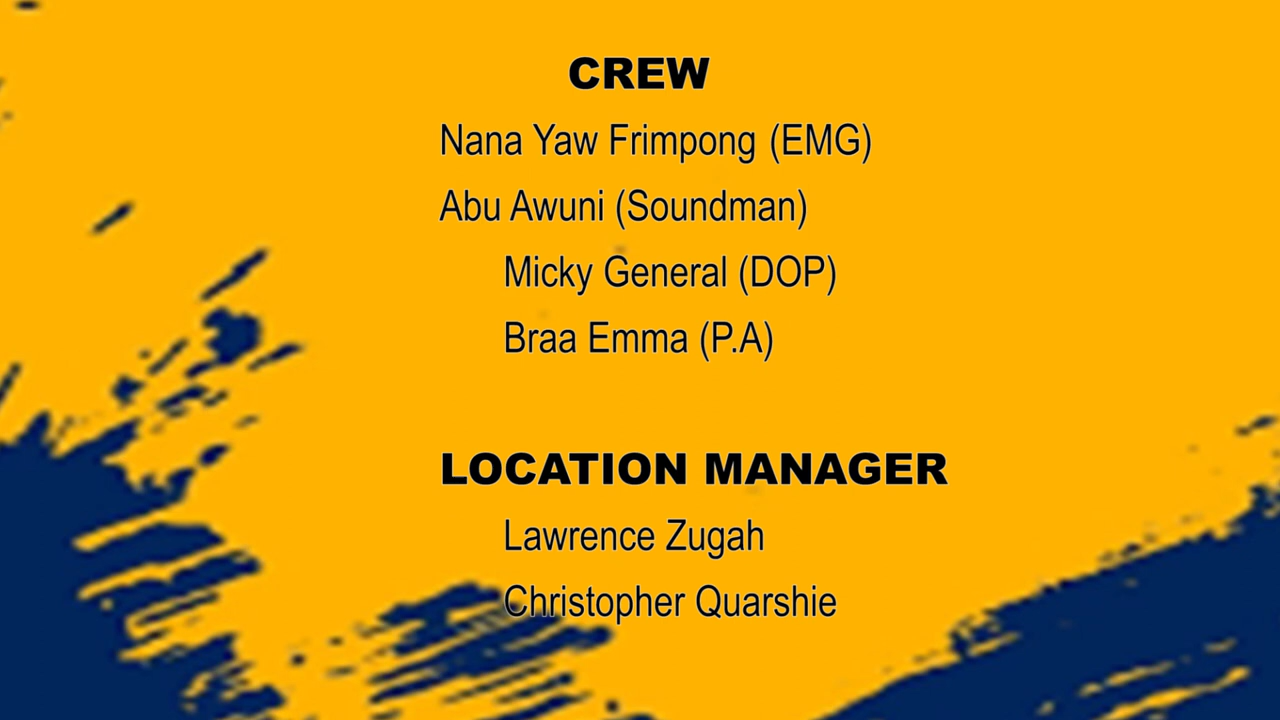 CREW
Nana Yaw Frimpong (EMG)
Abu Awuni (Soundman)
Micky General (DOP)
Braa Emma (P.A)
LOCATION MANAGER
Lawrence Zugah
Christopher Quarshie